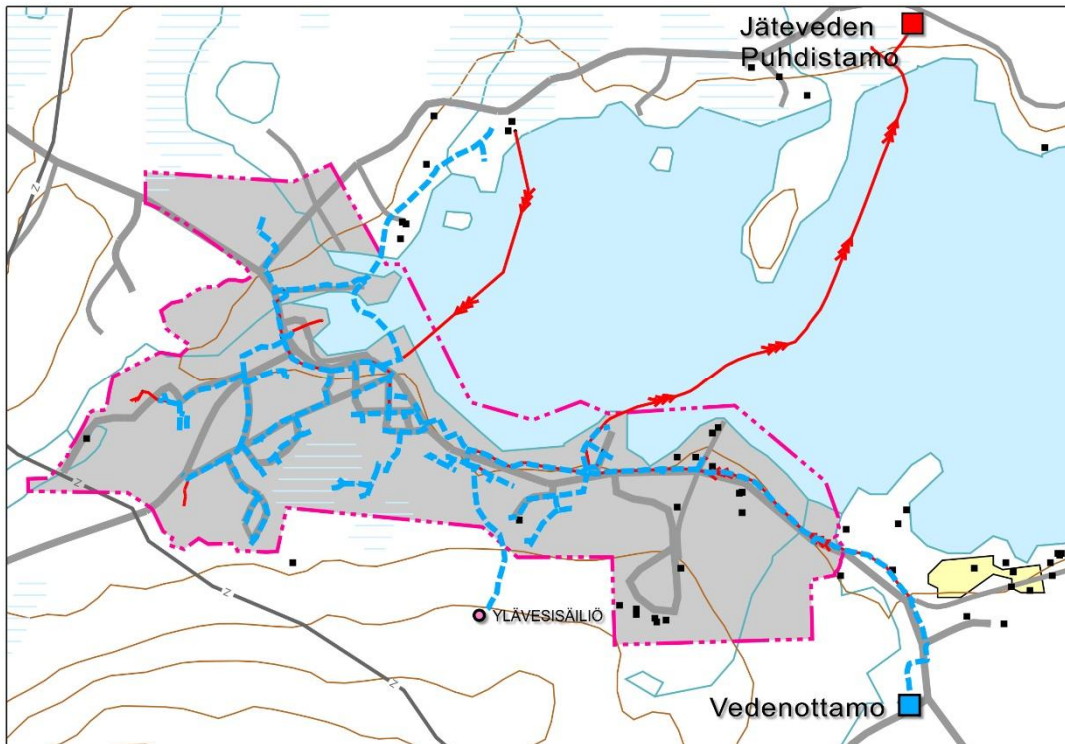 Jäteveden
Puhdistamo
YLÄVESISÄILIÖ
Vedenottamo
Z
Z
Z
Z
Z